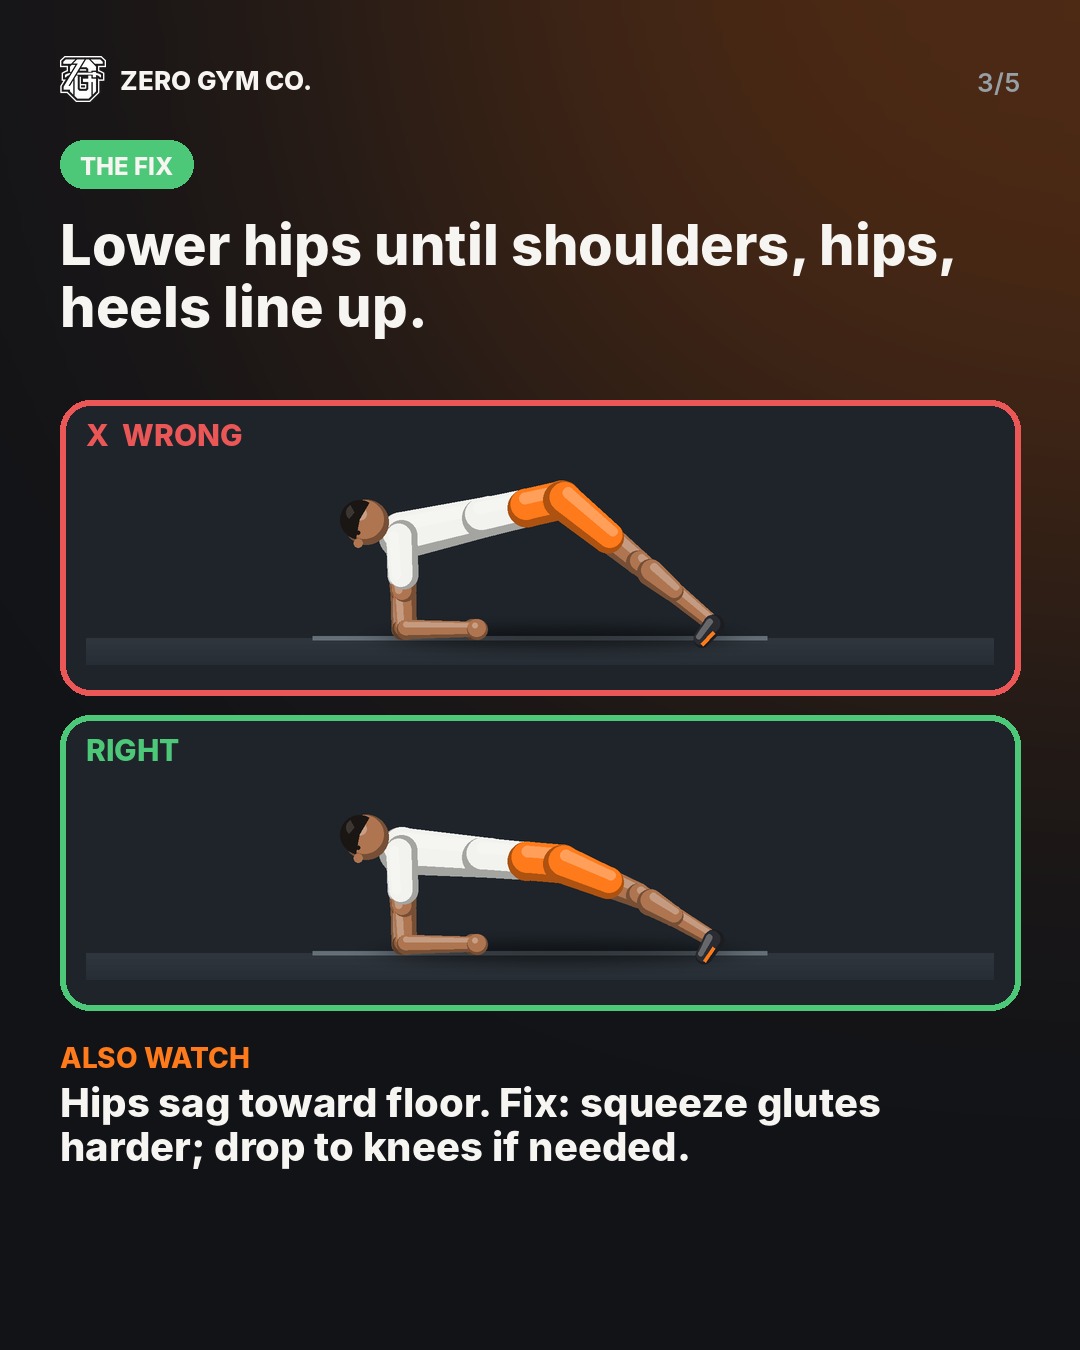 ZERO GYM CO.
3/5
THE FIX
Lower hips until shoulders, hips,
heels line up.
X WRONG
RIGHT
ALSO WATCH
Hips sag toward floor. Fix: squeeze glutes
harder; drop to knees if needed.